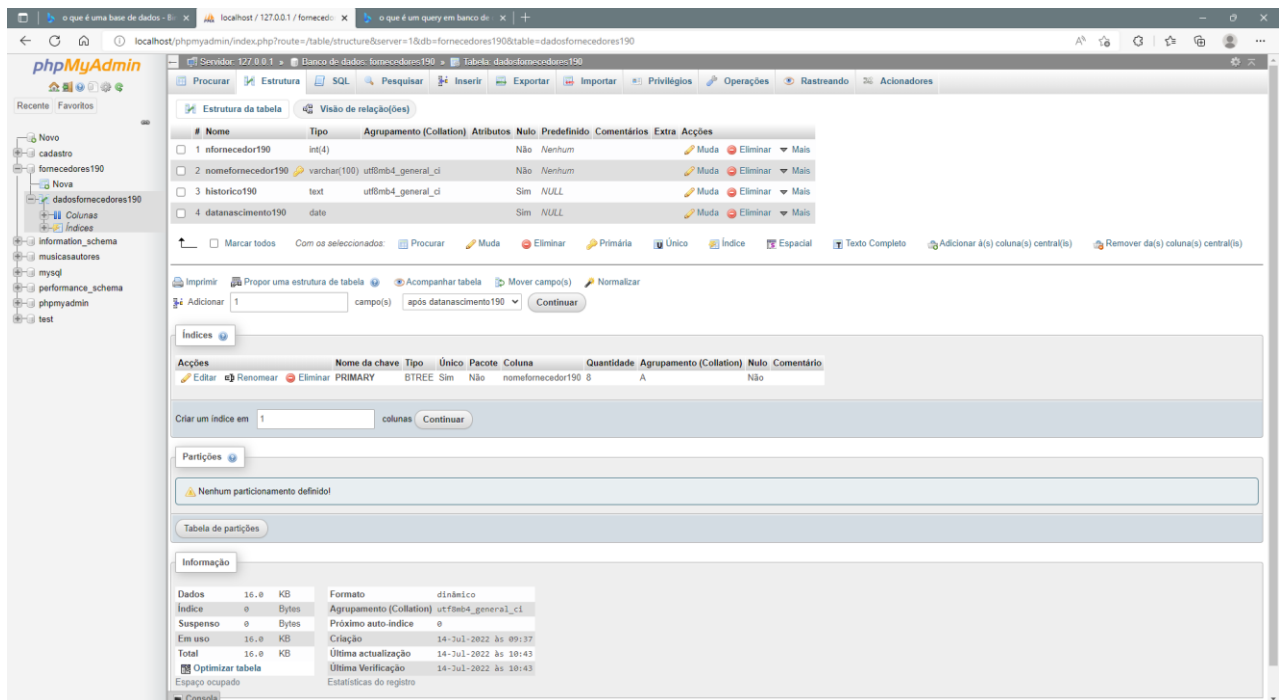 o que é uma base de dados - Bi
localhost / 127.0.0.1 / fornecedo
o que é um query em banco de
localhost/phpmyadmin/index.php?route=/table/structure&server=1&db=fornecedores190&table=dadosfornecedores190
phpMyAdmin
Recente Favoritos
Novo
cadastro
fornecedores190
Nova
dadosfornecedores190
Colunas
Índices
information_schema
musicasautores
mysql
performance_schema
phpmyadmin
test
Servidor: 127.0.0.1 » Banco de dados: fornecedores190 » Tabela: dadosfornecedores190
Procurar Estrutura SQL Pesquisar Inserir Exportar Importar Privilégios Operações Rastreando Acionadores
Estrutura da tabela Visão de relação(ões)
# Nome Tipo Agrupamento (Collation) Atributos Nulo Predefinido Comentários Extra Acções
1 nfornecedor190 int(4) Não Nenhum Muda Eliminar Mais
2 nomefornecedor190 varchar(100) utf8mb4_general_ci Não Nenhum Muda Eliminar Mais
3 historico190 text utf8mb4_general_ci Sim NULL Muda Eliminar Mais
4 datanascimento190 date Sim NULL Muda Eliminar Mais
Marcar todos Com os seleccionados: Procurar Muda Eliminar Primária Único Índice Espacial Texto Completo Adicionar à(s) coluna(s) central(is) Remover da(s) coluna(s) central(is)
Imprimir Propor uma estrutura de tabela Acompanhar tabela Mover campo(s) Normalizar
Adicionar 1 campo(s) após datanascimento190 Continuar
Índices
Acções Nome da chave Tipo Único Pacote Coluna Quantidade Agrupamento (Collation) Nulo Comentário
Editar Renomear Eliminar PRIMARY BTREE Sim Não nomefornecedor190 8 A Não
Criar um índice em 1 colunas Continuar
Partições
Nenhum particionamento definido!
Tabela de partições
Informação
Dados 16.0 KB
Índice 0 Bytes
Suspenso 0 Bytes
Em uso 16.0 KB
Total 16.0 KB
Optimizar tabela
Espaço ocupado
Formato dinâmico
Agrupamento (Collation) utf8mb4_general_ci
Próximo auto-índice 0
Criação 14-Jul-2022 às 09:37
Última actualização 14-Jul-2022 às 10:43
Última Verificação 14-Jul-2022 às 10:43
Estatísticas do registro
Consola